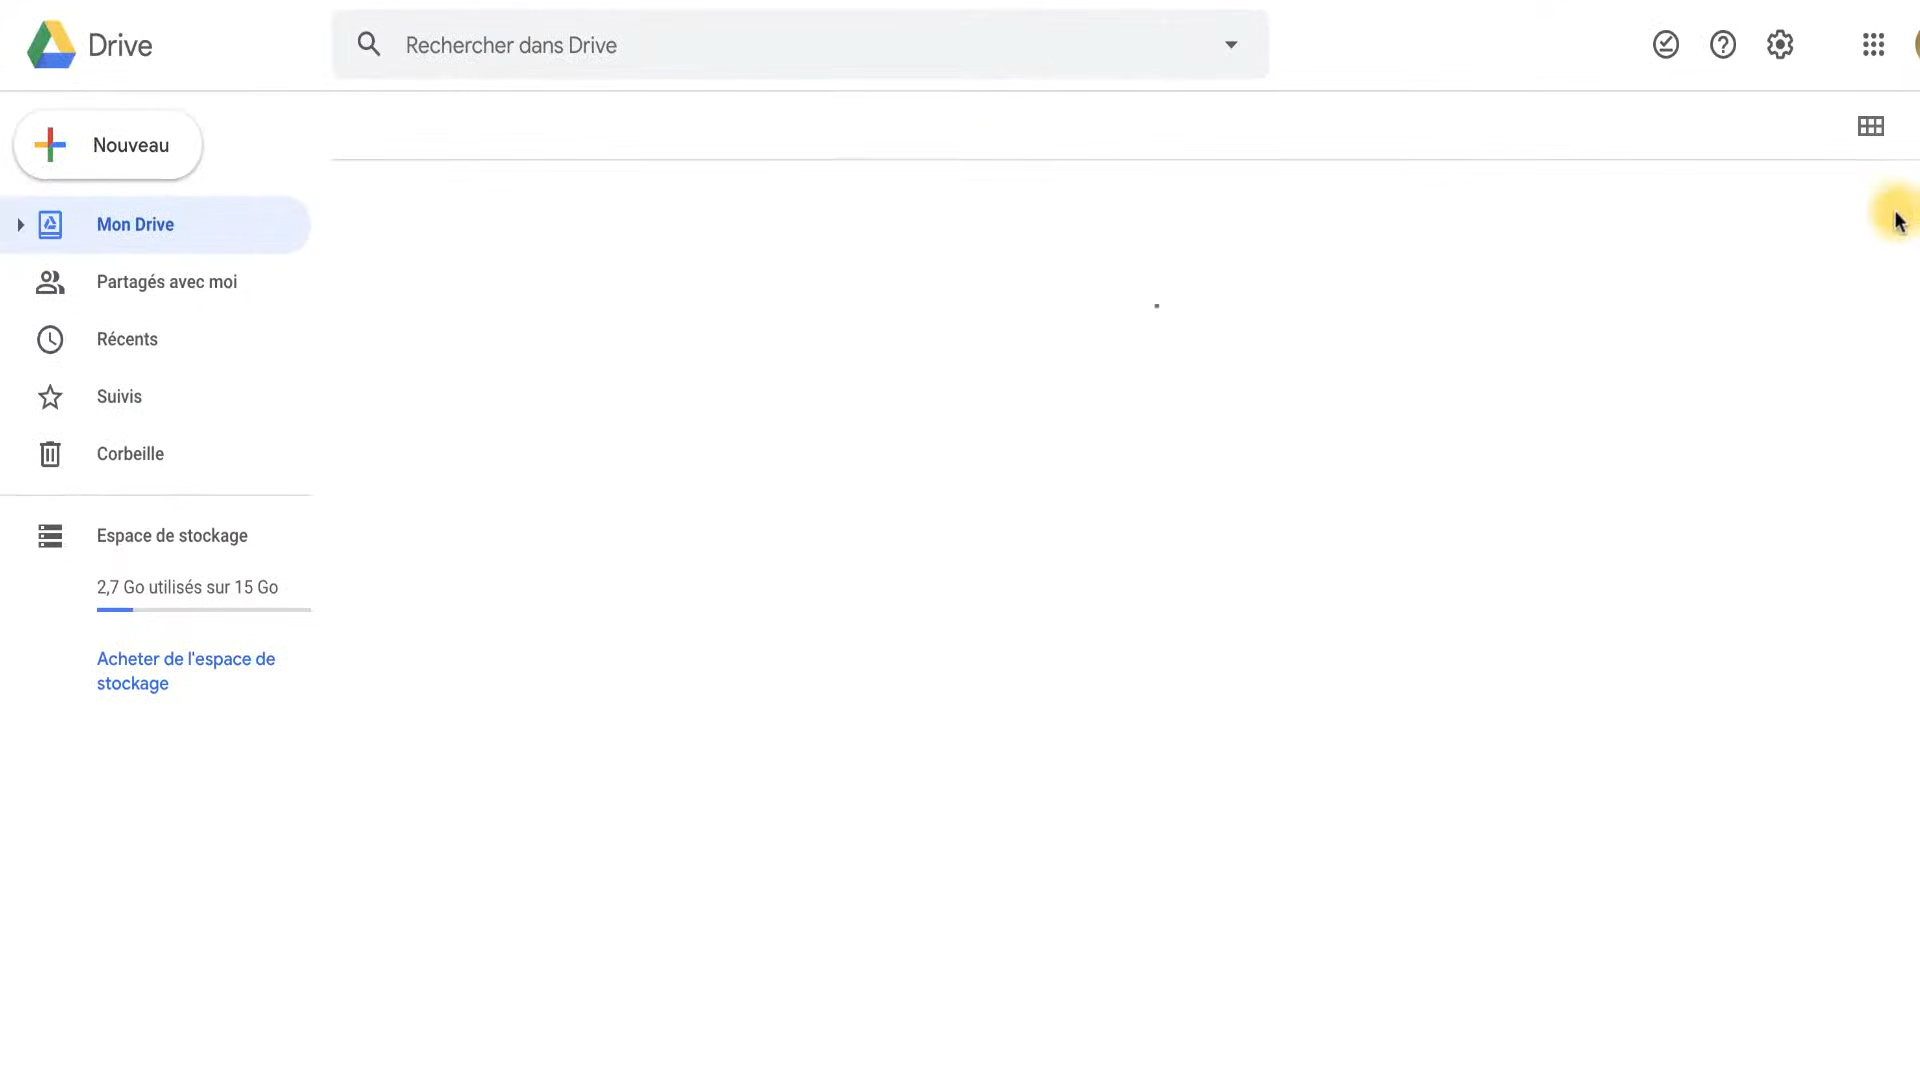 Drive
Rechercher dans Drive
Nouveau
Mon Drive
Partagés avec moi
Récents
Suivis
Corbeille
Espace de stockage
2,7 Go utilisés sur 15 Go
Acheter de l'espace de
stockage